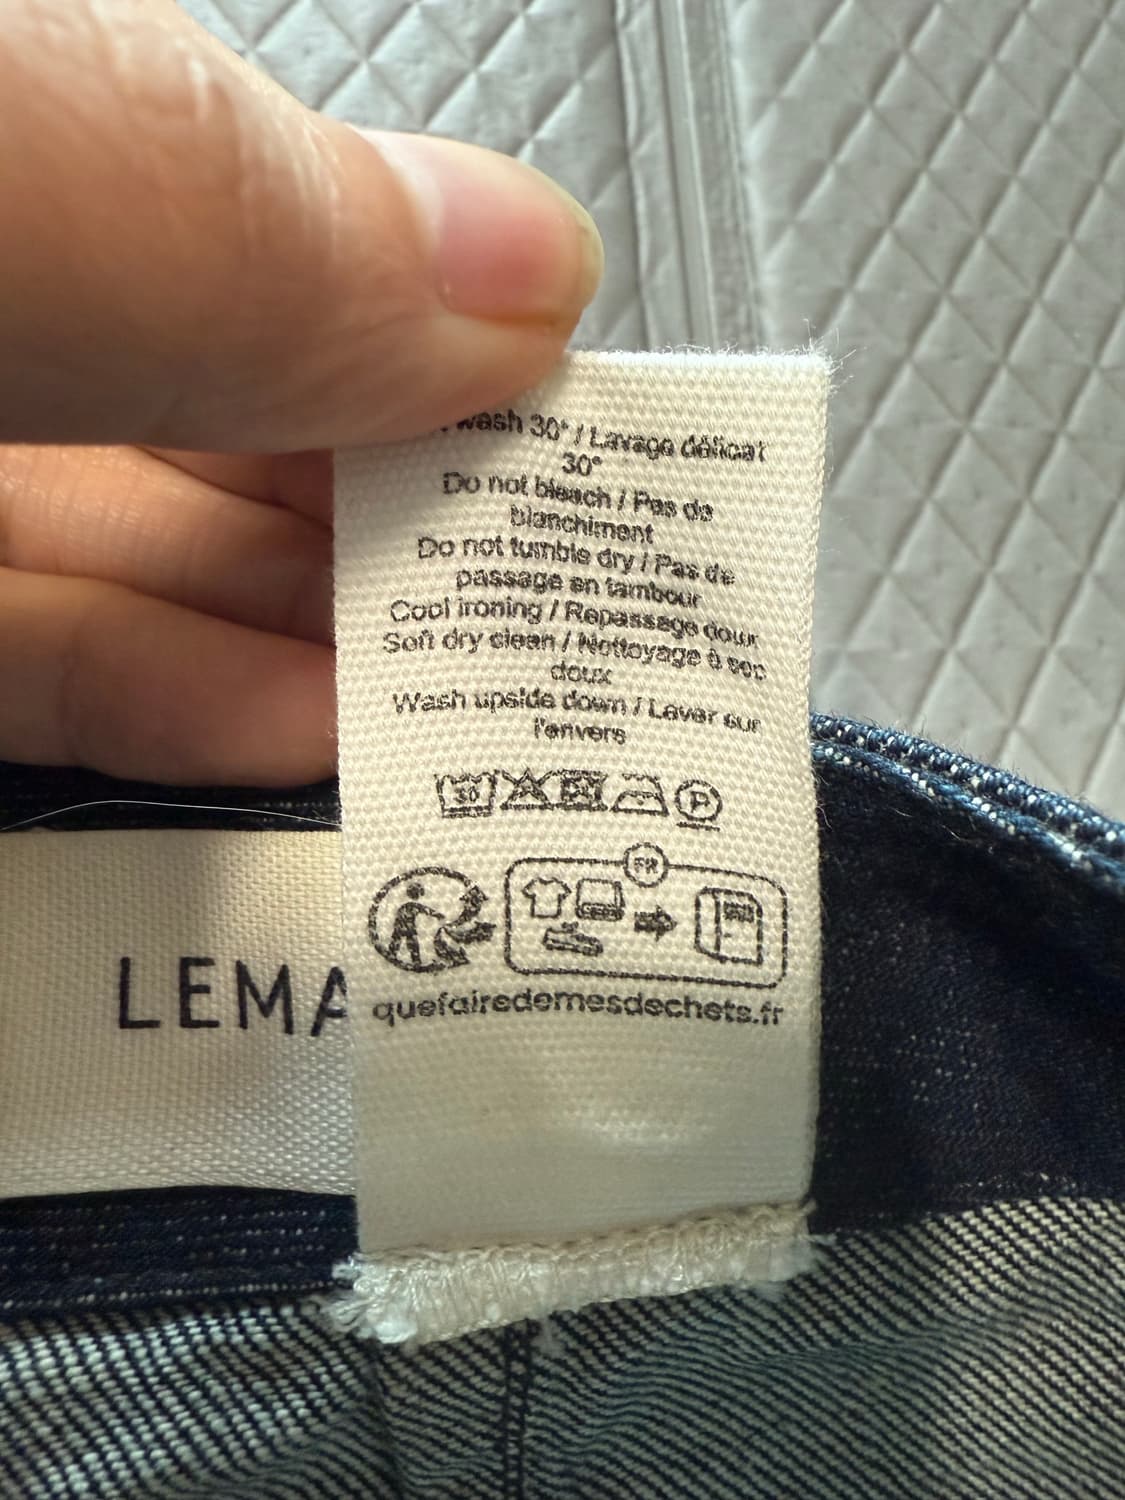 wash 30° / Lavage délicat
30°
Do not bleach / Pas de
blanchiment
Do not tumble dry / Pas de
passage en tambour
Cool ironing / Repassage doux
Soft dry clean / Nettoyage à sec
doux
Wash upside down / Laver sur
l'envers
30 P
FR
quefairedemesdechets.fr
LEMA